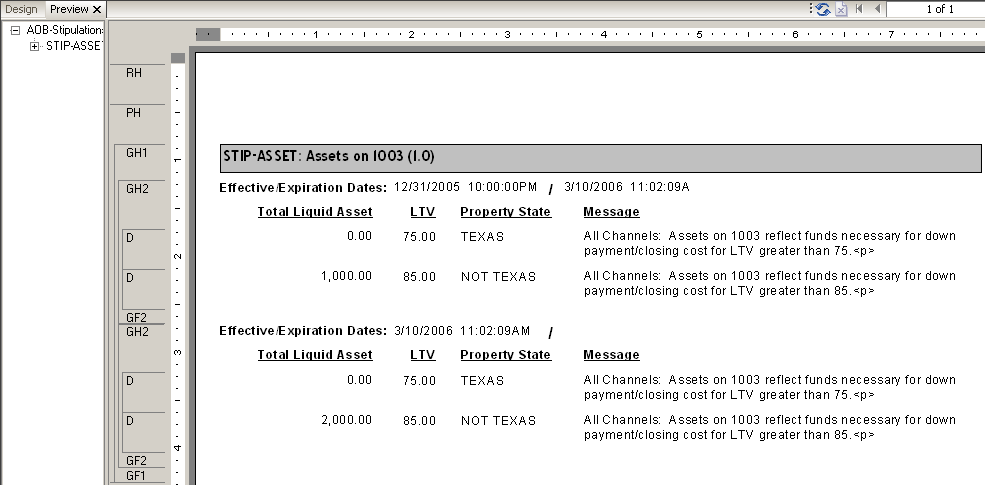 Design Preview X
1 of 1
AOB-Stipulation:
STIP-ASSE
1 2 3 4 5 6 7
RH
PH
GH1
STIP-ASSET: Assets on 1003 (1.0)
1
GH2
Effective/Expiration Dates: 12/31/2005 10:00:00PM / 3/10/2006 11:02:09A
Total Liquid Asset LTV Property State Message
D
0.00 75.00 TEXAS All Channels: Assets on 1003 reflect funds necessary for down
payment/closing cost for LTV greater than 75.<p>
2
D
1,000.00 85.00 NOT TEXAS All Channels: Assets on 1003 reflect funds necessary for down
payment/closing cost for LTV greater than 85.<p>
GF2
GH2
Effective/Expiration Dates: 3/10/2006 11:02:09AM /
3
Total Liquid Asset LTV Property State Message
D
0.00 75.00 TEXAS All Channels: Assets on 1003 reflect funds necessary for down
payment/closing cost for LTV greater than 75.<p>
D
2,000.00 85.00 NOT TEXAS All Channels: Assets on 1003 reflect funds necessary for down
payment/closing cost for LTV greater than 85.<p>
4
GF2
GF1